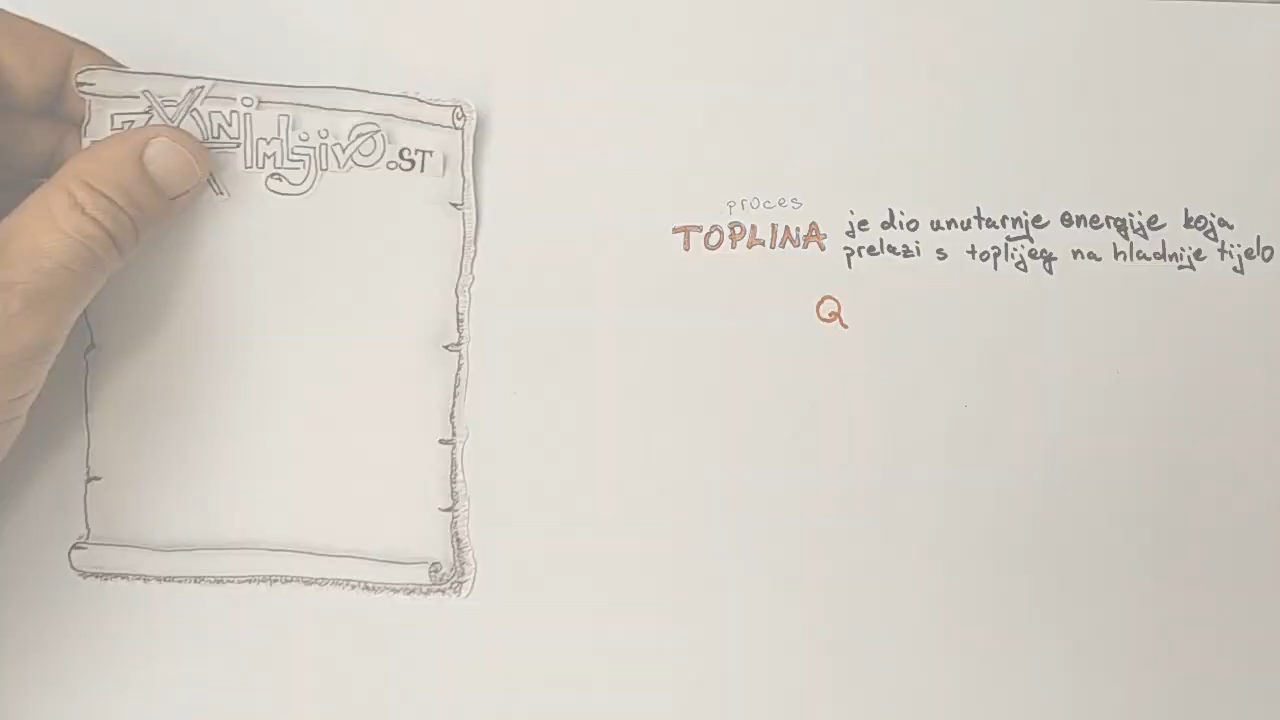 ZANimljivo.ST
proces
TOPLINA je dio unutarnje energije koja
prelazi s toplijeg na hladnije tijelo
Q